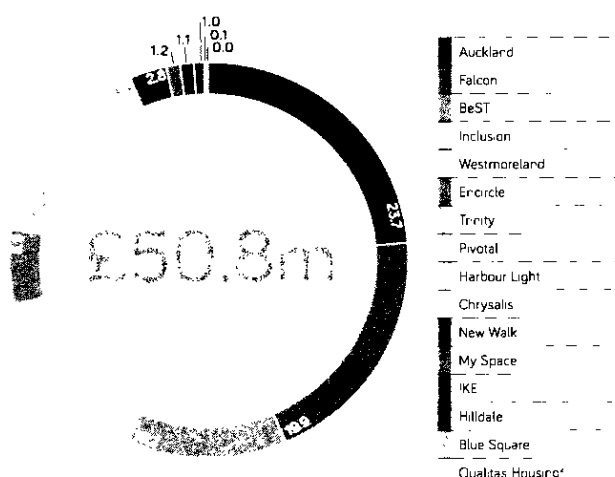 1.0
1.1
0.1
1.2
0.0
2.8
23.7
£50.8m
Auckland
Falcon
BeST
Inclusion
Westmoreland
Encircle
Trinity
Pivotal
Harbour Light
Chrysalis
New Walk
My Space
IKE
Hilldale
Blue Square
Qualitas Housing⁴